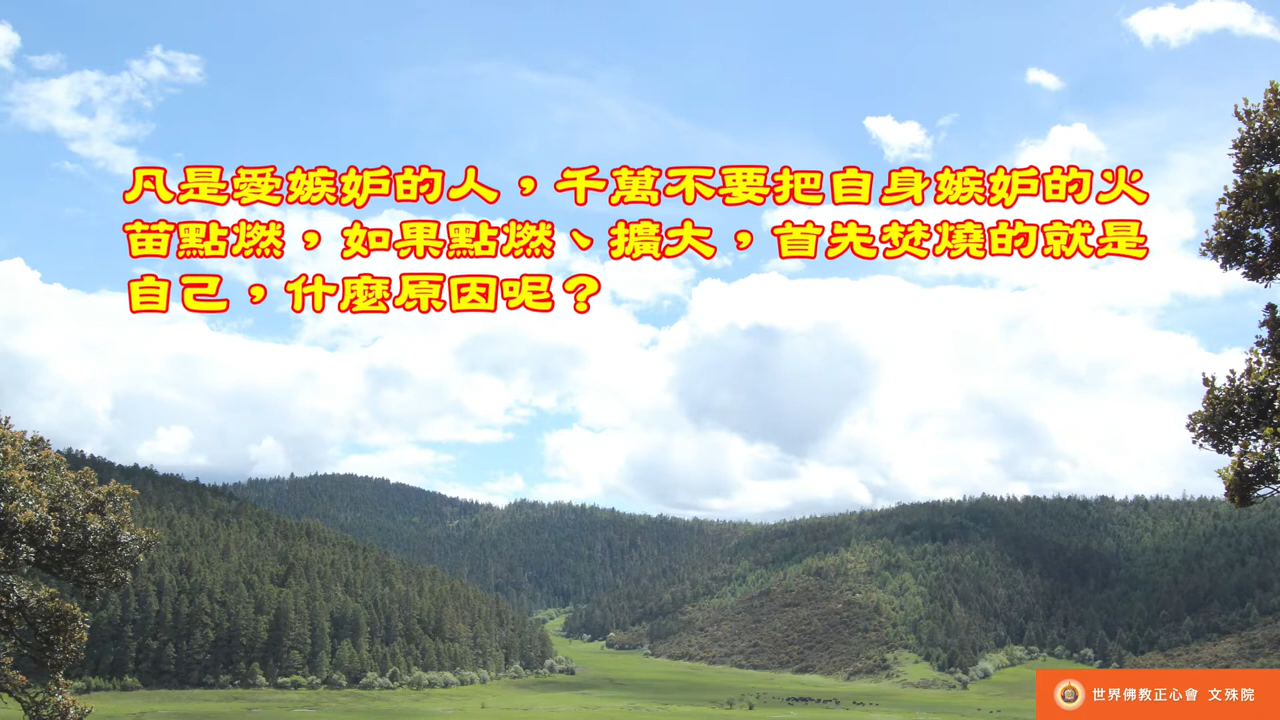 凡是愛嫉妒的人，千萬不要把自身嫉妒的火
苗點燃，如果點燃、擴大，首先焚燒的就是
自己，什麼原因呢？
世界佛教正心會 文殊院